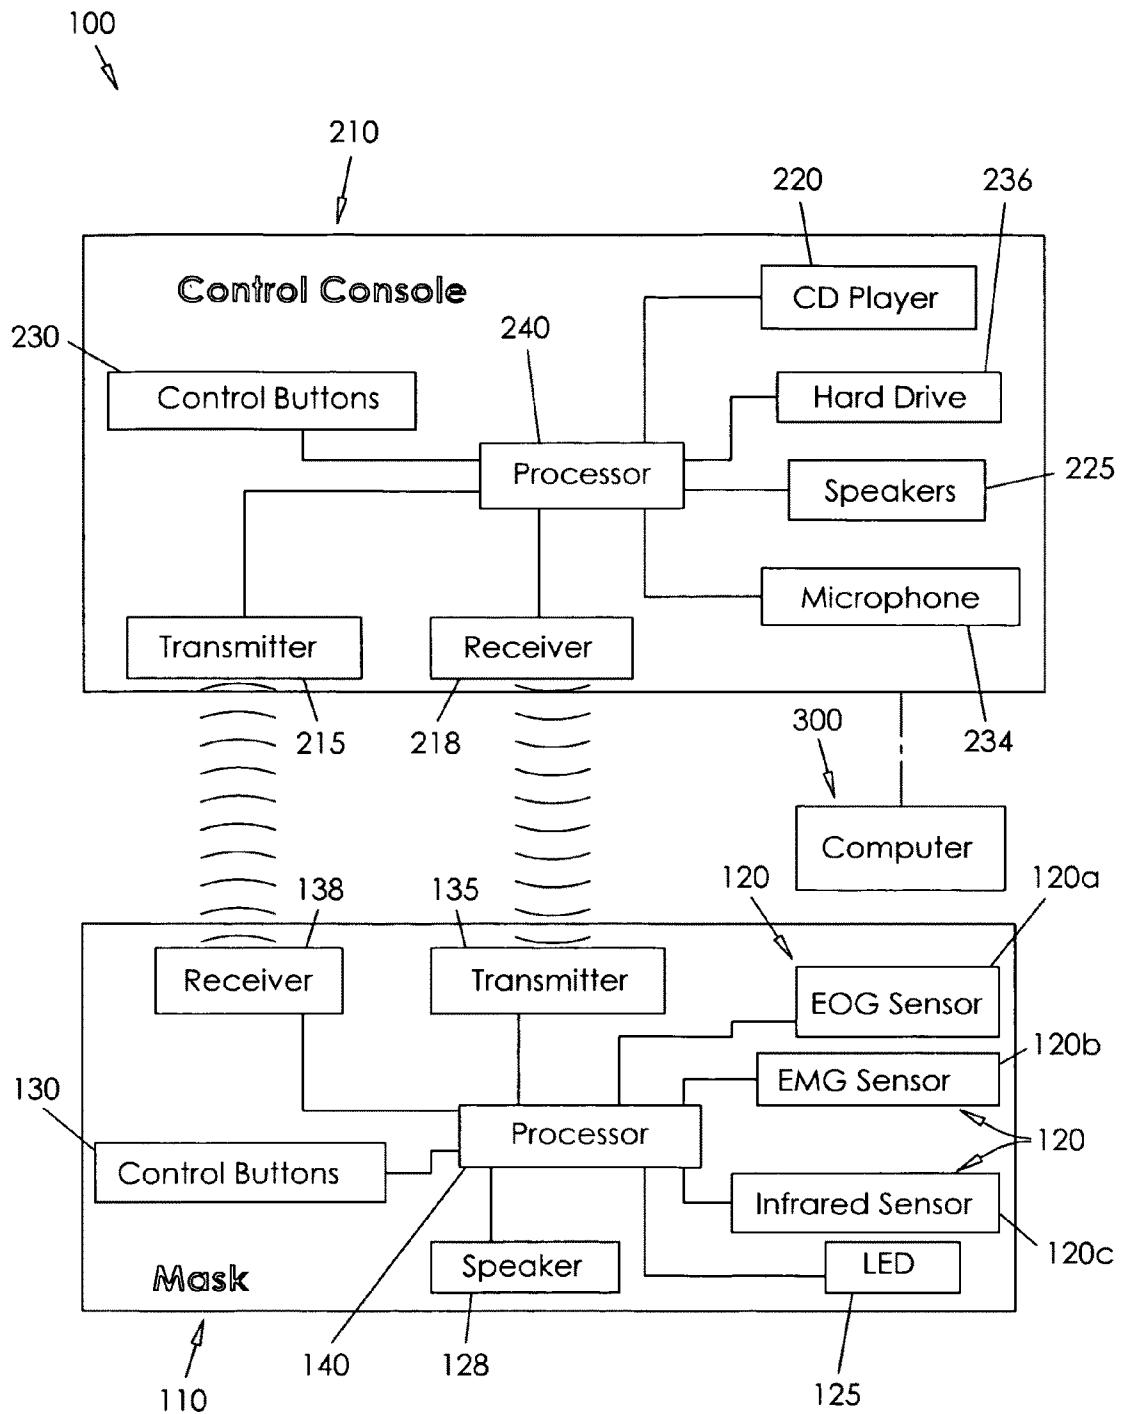 100
210
220
236
Control Console
CD Player
230
240
Control Buttons
Hard Drive
Processor
Speakers
225
Microphone
Transmitter
Receiver
215
218
300
234
Computer
138
135
120
120a
Receiver
Transmitter
EOG Sensor
120b
EMG Sensor
130
Processor
120
Control Buttons
Infrared Sensor
120c
Speaker
LED
Mask
140
128
125
110